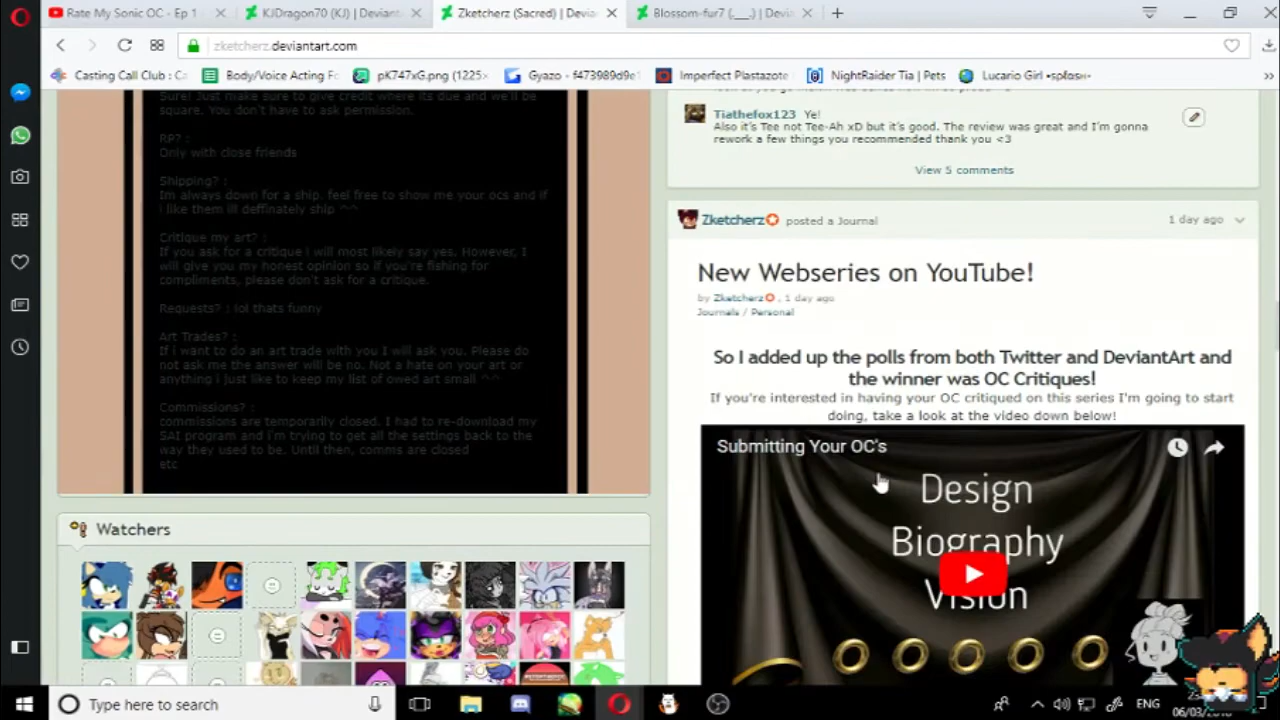 Rate My Sonic OC - Ep 1
KJDragon70 (KJ) | Deviant
Zketcherz (Sacred) | Devia
Blossom-fur7 (.___.) | Devi
zketcherz.deviantart.com
Casting Call Club : Ca
Body/Voice Acting Fo
pK747xG.png (1225×
Gyazo - f473989d9e
Imperfect Plastazote
NightRaider Tia | Pets
Lucario Girl
Sure! Just make sure to give credit where its due and we'll be
square. You don't have to ask permission.
RP? :
Only with close friends
Shipping? :
Im always down for a ship. feel free to show me your ocs and if
i like them ill deffinately ship ^^
Critique my art? :
If you ask for a critique i will most likely say yes. However, I
will give you my honest opinion so if you're fishing for
compliments, please don't ask for a critique.
Requests? : lol thats funny
Art Trades? :
If i want to do an art trade with you I will ask you. Please do
not ask me the answer will be no. Not a hate on your art or
anything i just like to keep my list of owed art small ^^
Commissions? :
commissions are temporarily closed. I had to re-download my
SAI program and i'm trying to get all the settings back to the
way they used to be. Until then, comms are closed
etc
Watchers
Tiathefox123 Ye!
Also it's Tee not Tee-Ah xD but it's good. The review was great and I'm gonna
rework a few things you recommended thank you <3
View 5 comments
Zketcherz posted a Journal
1 day ago
New Webseries on YouTube!
by Zketcherz , 1 day ago
Journals / Personal
So I added up the polls from both Twitter and DeviantArt and
the winner was OC Critiques!
If you're interested in having your OC critiqued on this series I'm going to start
doing, take a look at the video down below!
Submitting Your OC's
Design
Biography
Vision
Type here to search
ENG